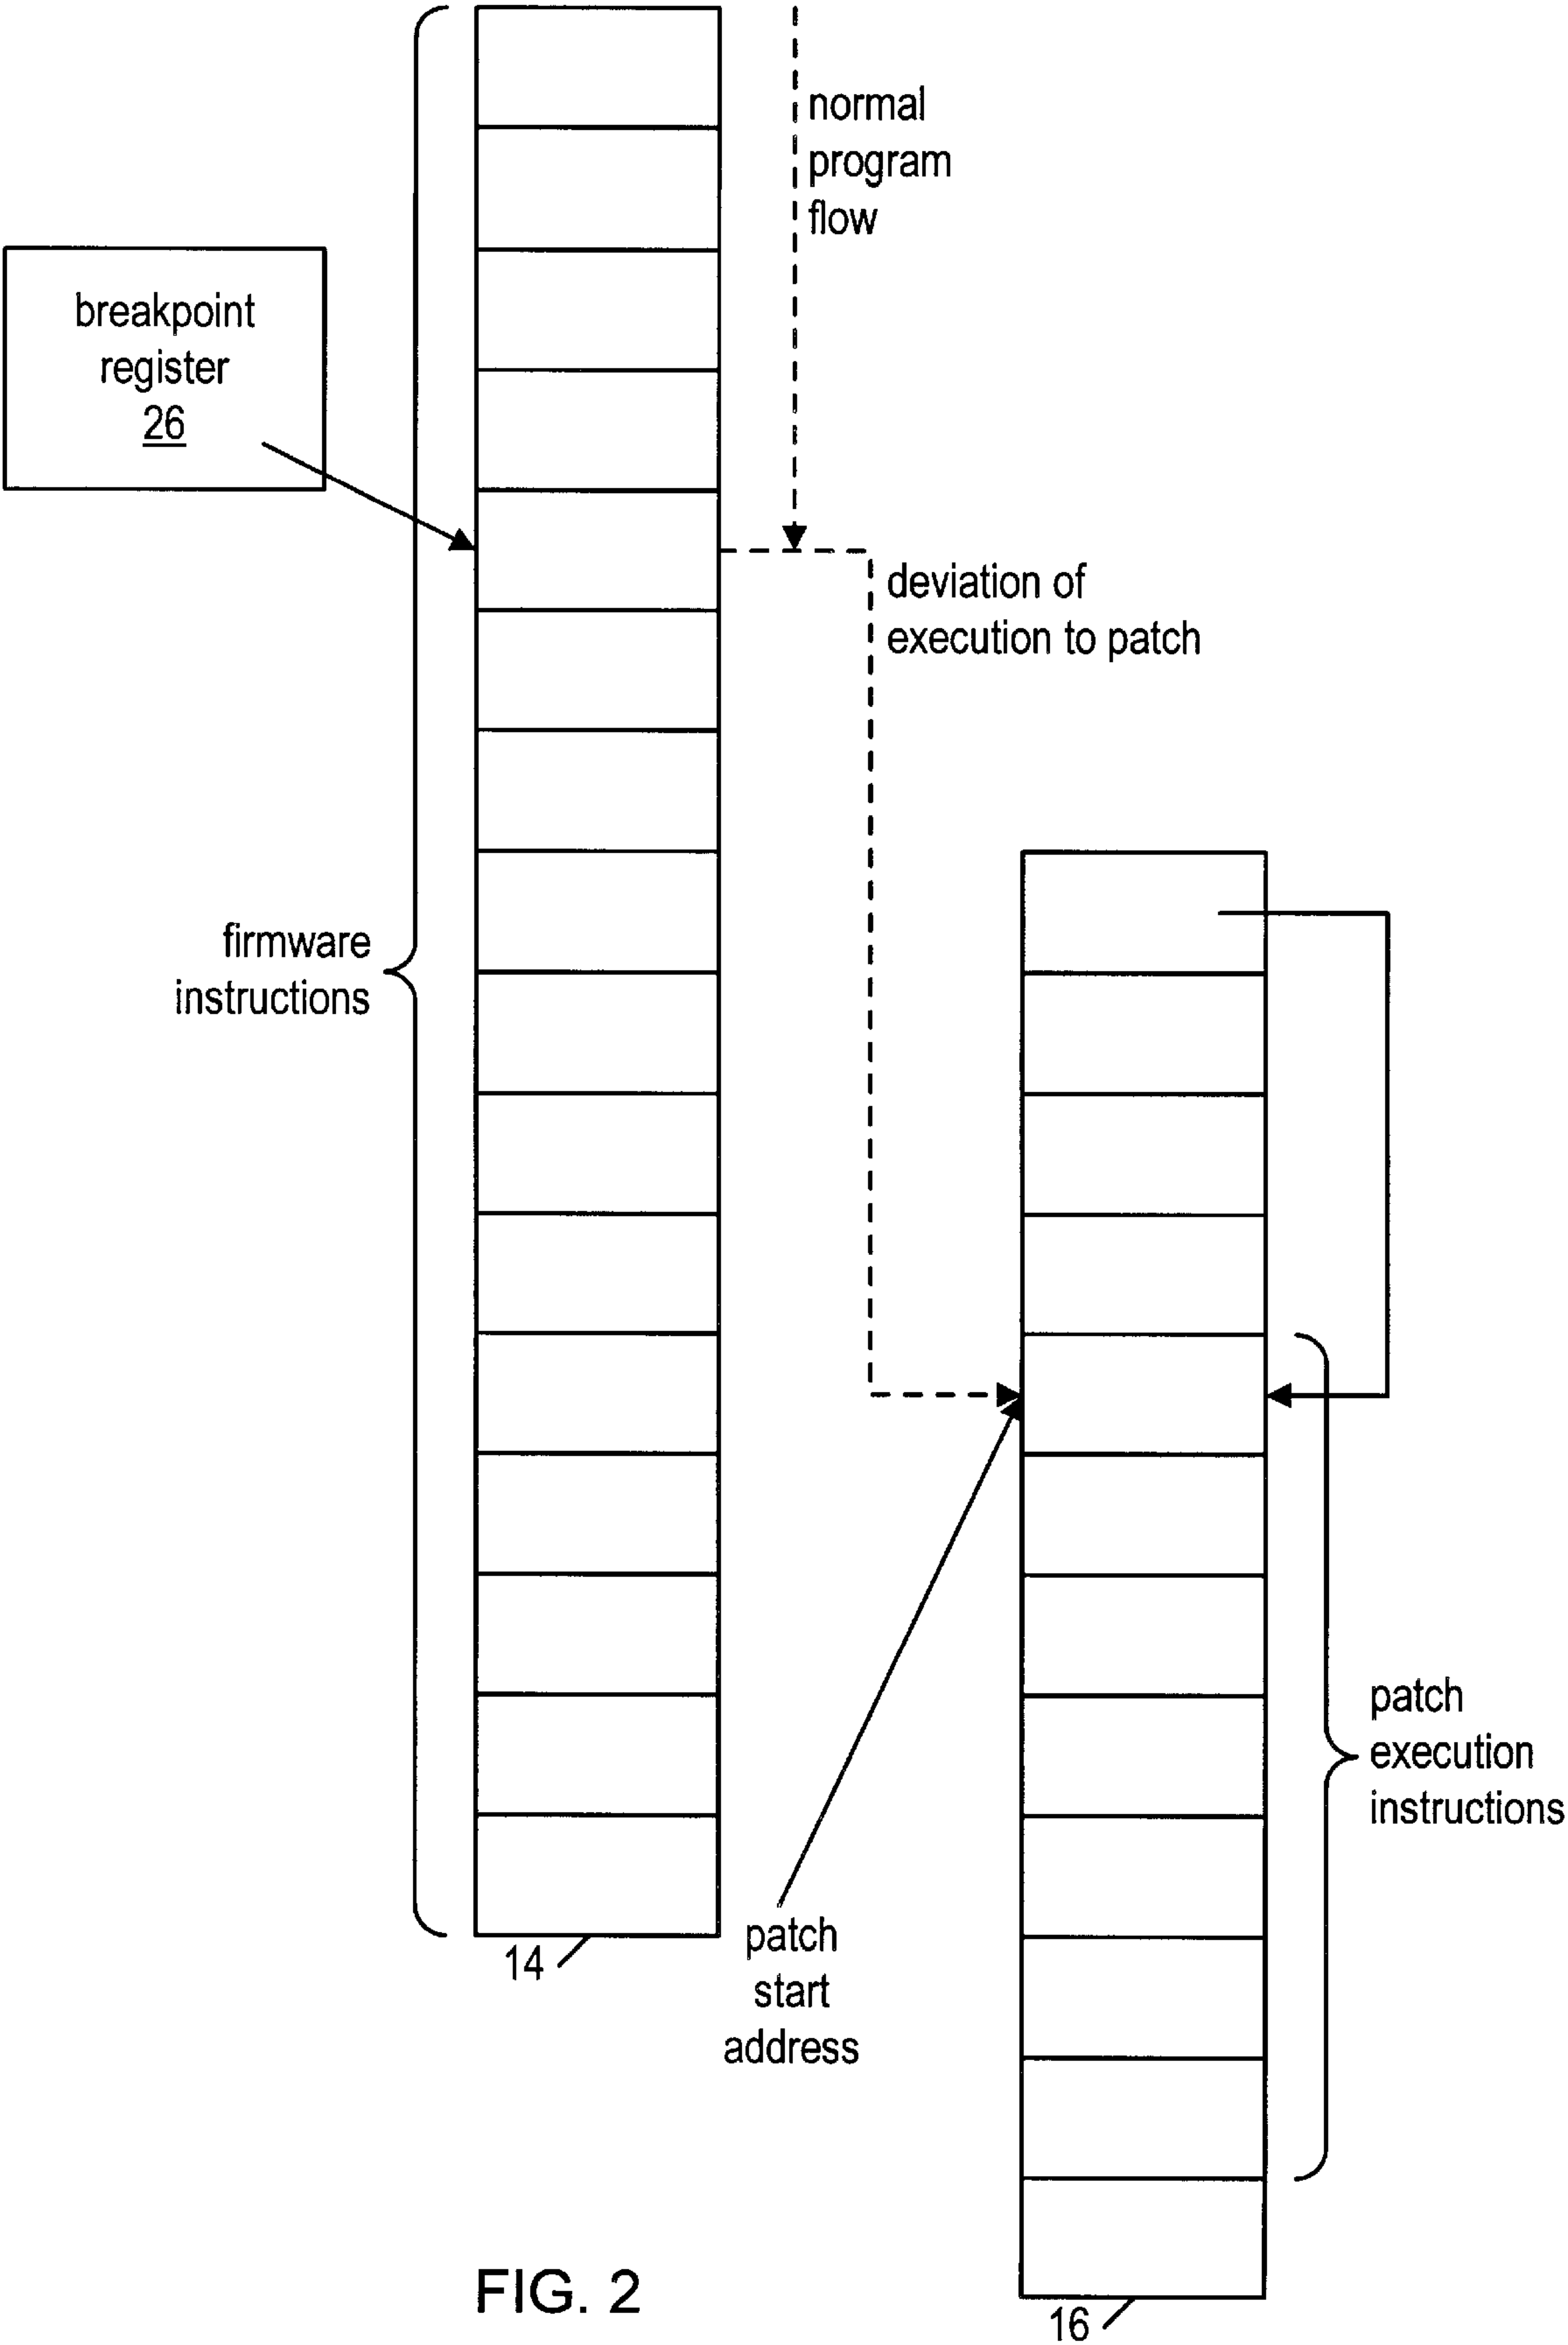 normal
program
flow
breakpoint
register
26
deviation of
execution to patch
firmware
instructions
patch
execution
instructions
14
patch
start
address
FIG. 2
16